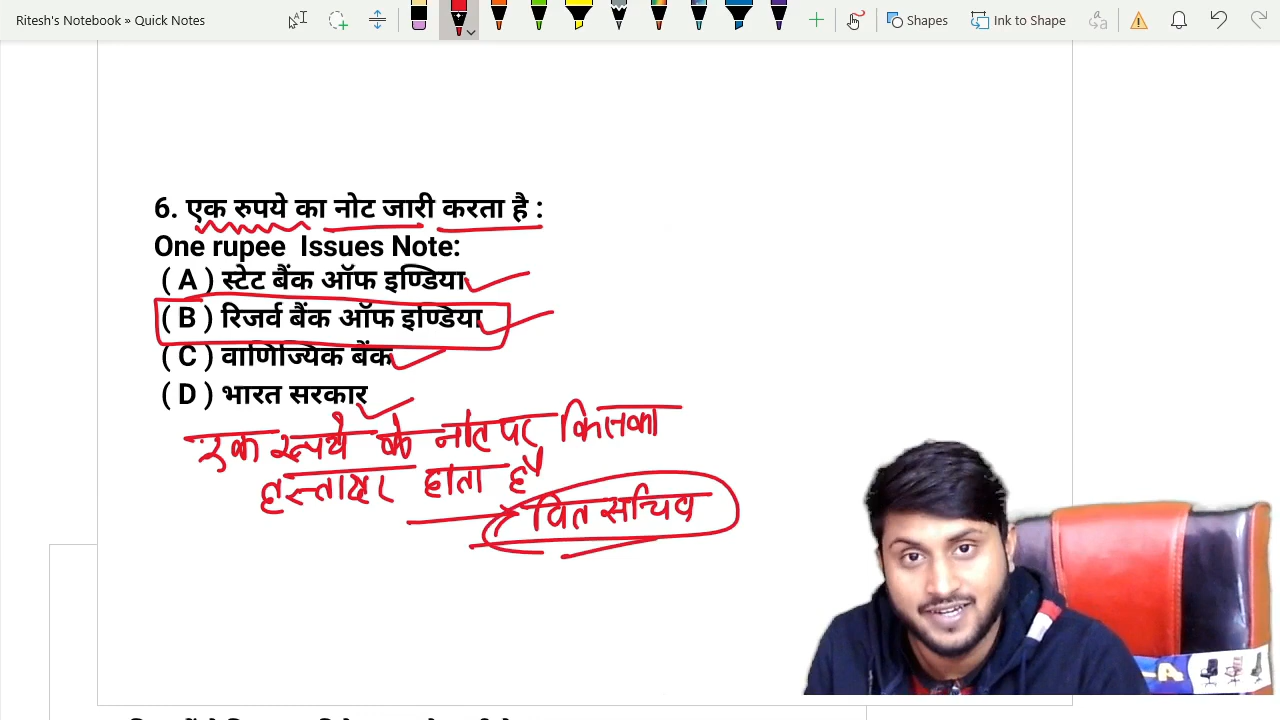 Ritesh's Notebook » Quick Notes
Shapes
Ink to Shape
6. एक रुपये का नोट जारी करता है :
One rupee Issues Note:
( A ) स्टेट बैंक ऑफ इण्डिया
( B ) रिजर्व बैंक ऑफ इण्डिया
( C ) वाणिज्यिक बेंक
( D ) भारत सरकार
एक रूपये के नोट पर किसका
हस्ताक्षर होता है
वित सचिव